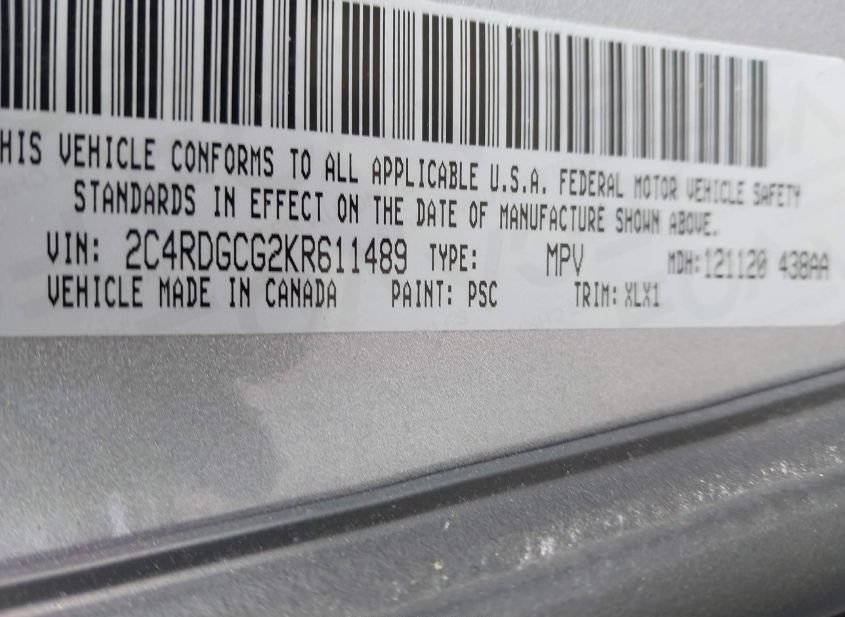 HIS VEHICLE CONFORMS TO ALL APPLICABLE U.S.A. FEDERAL MOTOR VEHICLE SAFETY
STANDARDS IN EFFECT ON THE DATE OF MANUFACTURE SHOWN ABOVE.
VIN: 2C4RDGCG2KR611489 TYPE: MPV MDH:121120 438AA
VEHICLE MADE IN CANADA PAINT: PSC TRIM: XLX1